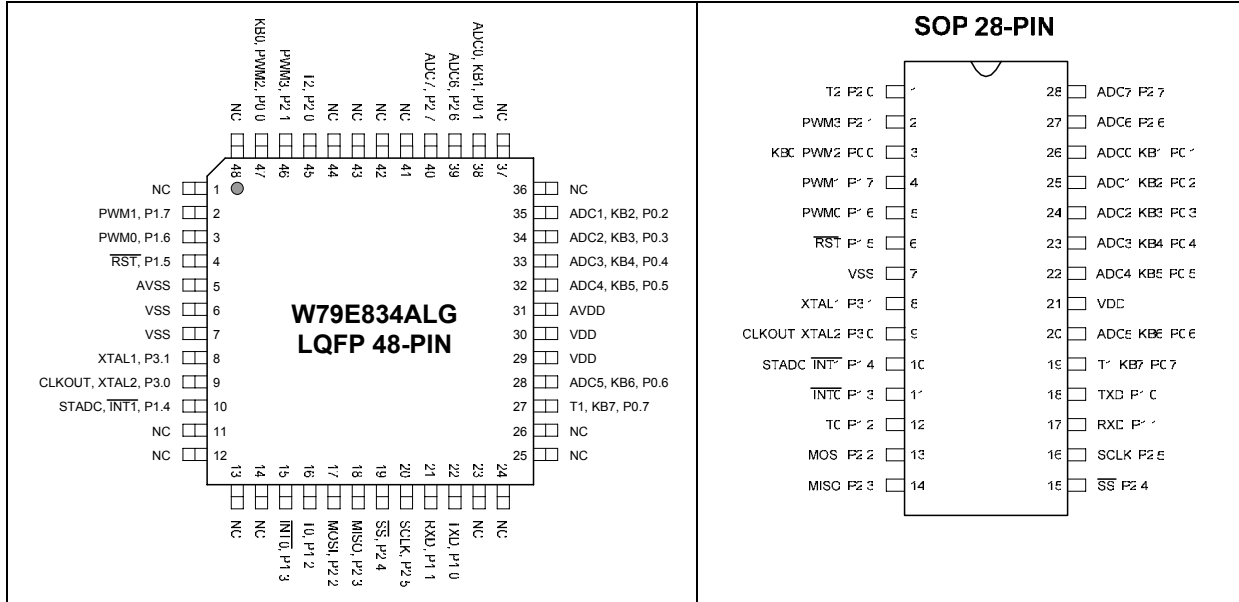 KB0, PWM2, P0.0
PWM3, P2.1
T2, P2.0
ADC7, P2.7
ADC6, P2.6
ADC0, KB1, P0.1
NC
NC
NC
NC
NC
NC
48
47
46
45
44
43
42
41
40
39
38
37
NC 1
PWM1, P1.7 2
PWM0, P1.6 3
RST, P1.5 4
AVSS 5
VSS 6
VSS 7
XTAL1, P3.1 8
CLKOUT, XTAL2, P3.0 9
STADC, INT1, P1.4 10
NC 11
NC 12
W79E834ALG
LQFP 48-PIN
36 NC
35 ADC1, KB2, P0.2
34 ADC2, KB3, P0.3
33 ADC3, KB4, P0.4
32 ADC4, KB5, P0.5
31 AVDD
30 VDD
29 VDD
28 ADC5, KB6, P0.6
27 T1, KB7, P0.7
26 NC
25 NC
13
14
15
16
17
18
19
20
21
22
23
24
NC
NC
INT0, P1.3
T0, P1.2
MOSI, P2.2
MISO, P2.3
SS, P2.4
SCLK, P2.5
RXD, P1.1
TXD, P1.0
NC
NC
SOP 28-PIN
T2 P2.0 1
PWM3 P2.1 2
KB0 PWM2 P0.0 3
PWM1 P1.7 4
PWM0 P1.6 5
RST P1.5 6
VSS 7
XTAL1 P3.1 8
CLKOUT XTAL2 P3.0 9
STADC INT1 P1.4 10
INT0 P1.3 11
T0 P1.2 12
MOSI P2.2 13
MISO P2.3 14
28 ADC7 P2.7
27 ADC6 P2.6
26 ADC0 KB1 P0.1
25 ADC1 KB2 P0.2
24 ADC2 KB3 P0.3
23 ADC3 KB4 P0.4
22 ADC4 KB5 P0.5
21 VDD
20 ADC5 KB6 P0.6
19 T1 KB7 P0.7
18 TXD P1.0
17 RXD P1.1
16 SCLK P2.5
15 SS P2.4